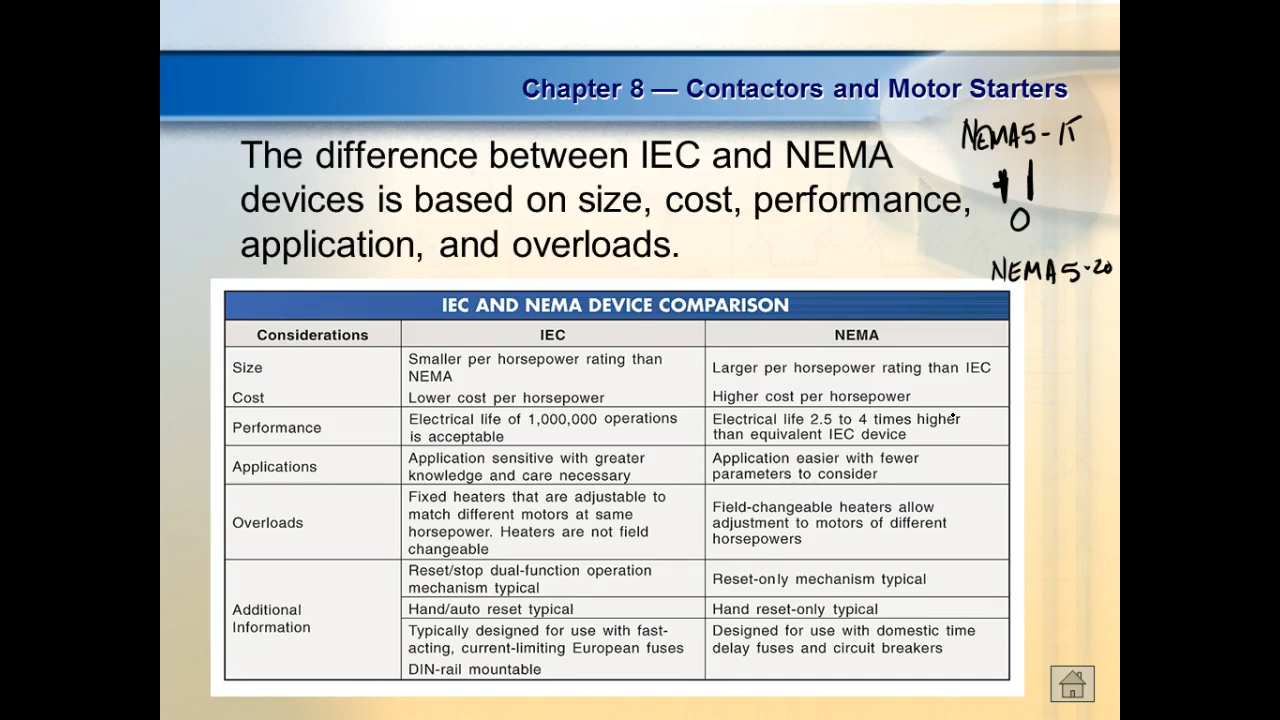 Chapter 8 — Contactors and Motor Starters
The difference between IEC and NEMA
devices is based on size, cost, performance,
application, and overloads.
NEMA 5-15
NEMA 5-20
IEC AND NEMA DEVICE COMPARISON
Considerations IEC NEMA
Size
Smaller per horsepower rating than
NEMA
Larger per horsepower rating than IEC
Cost
Lower cost per horsepower
Higher cost per horsepower
Performance
Electrical life of 1,000,000 operations
is acceptable
Electrical life 2.5 to 4 times higher
than equivalent IEC device
Applications
Application sensitive with greater
knowledge and care necessary
Application easier with fewer
parameters to consider
Overloads
Fixed heaters that are adjustable to
match different motors at same
horsepower. Heaters are not field
changeable
Field-changeable heaters allow
adjustment to motors of different
horsepowers
Additional
Information
Reset/stop dual-function operation
mechanism typical
Reset-only mechanism typical
Hand/auto reset typical
Hand reset-only typical
Typically designed for use with fast-
acting, current-limiting European fuses
Designed for use with domestic time
delay fuses and circuit breakers
DIN-rail mountable